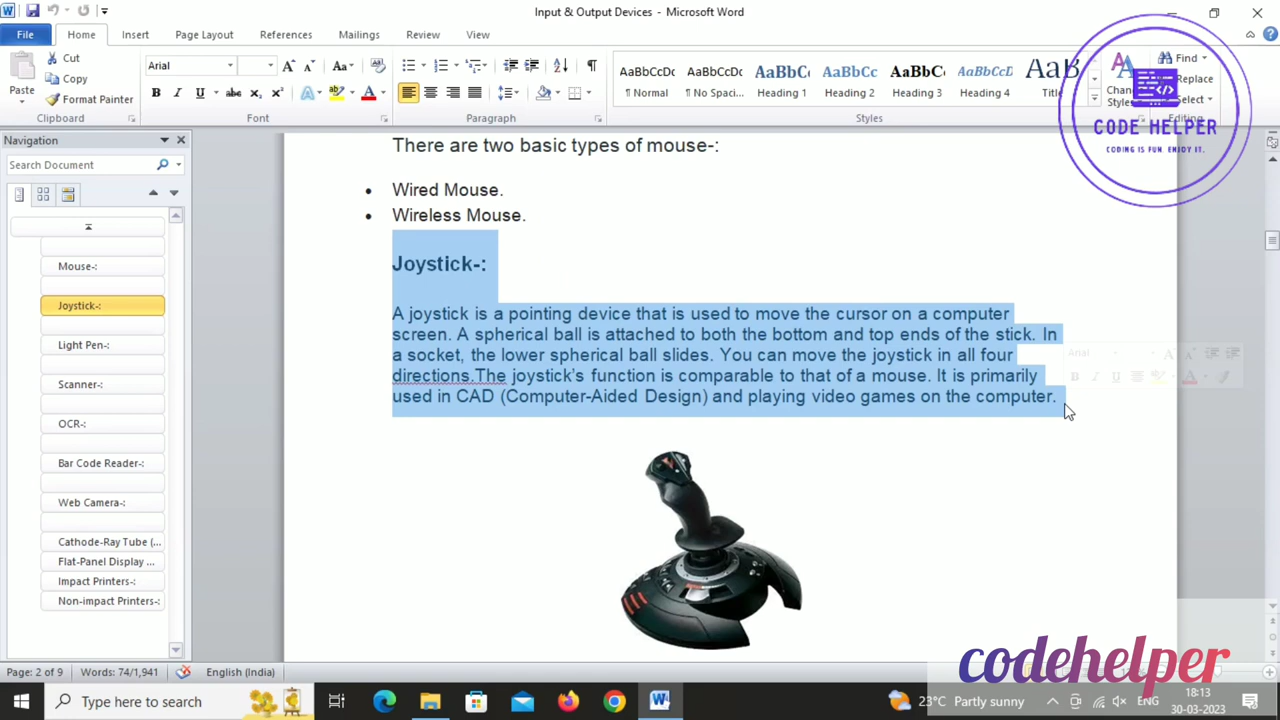 Input & Output Devices - Microsoft Word
File
Home
Insert
Page Layout
References
Mailings
Review
View
Paste
Cut
Copy
Format Painter
Clipboard
Arial
Font
Paragraph
AaBbCcDc
¶ Normal
AaBbCcDc
¶ No Spaci...
AaBbC
Heading 1
AaBbCc
Heading 2
AaBbCc
Heading 3
AaBbCcD
Heading 4
AaB
Title
Styles
Find
Replace
Select
Editing
CODE HELPER
CODING IS FUN, ENJOY IT.
Navigation
Search Document
Mouse-:
Joystick-:
Light Pen-:
Scanner-:
OCR-:
Bar Code Reader-:
Web Camera-:
Cathode-Ray Tube (...
Flat-Panel Display ...
Impact Printers-:
Non-impact Printers-:
There are two basic types of mouse-:
• Wired Mouse.
• Wireless Mouse.
Joystick-:
A joystick is a pointing device that is used to move the cursor on a computer
screen. A spherical ball is attached to both the bottom and top ends of the stick. In
a socket, the lower spherical ball slides. You can move the joystick in all four
directions.The joystick's function is comparable to that of a mouse. It is primarily
used in CAD (Computer-Aided Design) and playing video games on the computer.
Page: 2 of 9
Words: 74/1,941
English (India)
codehelper
Type here to search
23°C Partly sunny
ENG
18:13
30-03-2023